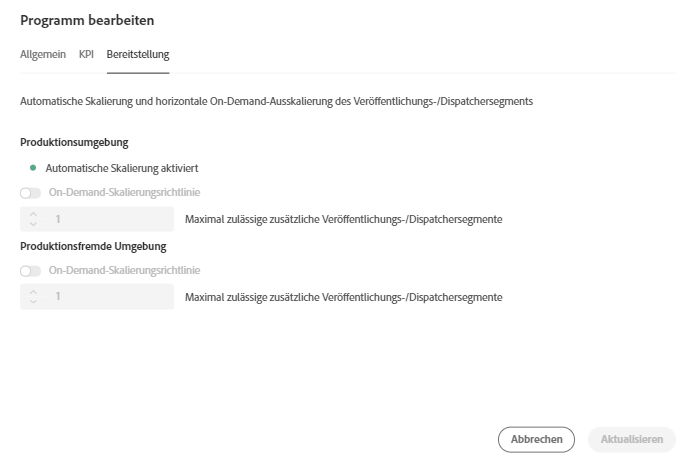 Programm bearbeiten
Allgemein KPI Bereitstellung
Automatische Skalierung und horizontale On-Demand-Ausskalierung des Veröffentlichungs-/Dispatchersegments
Produktionsumgebung
Automatische Skalierung aktiviert
On-Demand-Skalierungsrichtlinie
1 Maximal zulässige zusätzliche Veröffentlichungs-/Dispatchersegmente
Produktionsfremde Umgebung
On-Demand-Skalierungsrichtlinie
1 Maximal zulässige zusätzliche Veröffentlichungs-/Dispatchersegmente
Abbrechen Aktualisieren